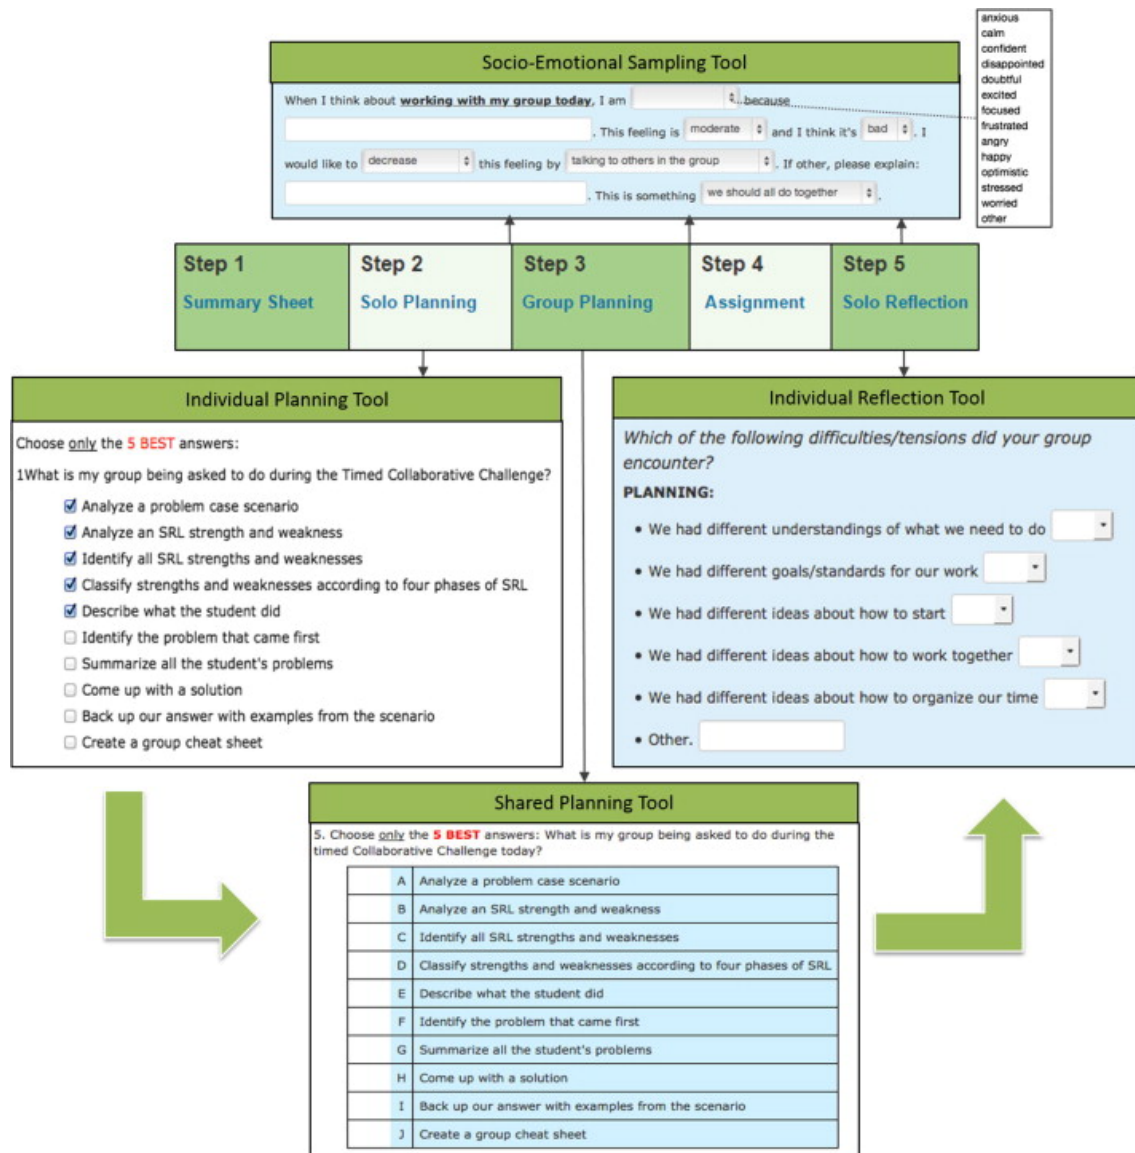 Socio-Emotional Sampling Tool
When I think about working with my group today, I am because
. This feeling is moderate and I think it's bad . I
would like to decrease this feeling by talking to others in the group . If other, please explain:
. This is something we should all do together .
anxious
calm
confident
disappointed
doubtful
excited
focused
frustrated
angry
happy
optimistic
stressed
worried
other
Step 1
Summary Sheet
Step 2
Solo Planning
Step 3
Group Planning
Step 4
Assignment
Step 5
Solo Reflection
Individual Planning Tool
Choose only the 5 BEST answers:
1What is my group being asked to do during the Timed Collaborative Challenge?
Analyze a problem case scenario
Analyze an SRL strength and weakness
Identify all SRL strengths and weaknesses
Classify strengths and weaknesses according to four phases of SRL
Describe what the student did
Identify the problem that came first
Summarize all the student's problems
Come up with a solution
Back up our answer with examples from the scenario
Create a group cheat sheet
Individual Reflection Tool
Which of the following difficulties/tensions did your group
encounter?
PLANNING:
• We had different understandings of what we need to do
• We had different goals/standards for our work
• We had different ideas about how to start
• We had different ideas about how to work together
• We had different ideas about how to organize our time
• Other.
Shared Planning Tool
5. Choose only the 5 BEST answers: What is my group being asked to do during the
timed Collaborative Challenge today?
A Analyze a problem case scenario
B Analyze an SRL strength and weakness
C Identify all SRL strengths and weaknesses
D Classify strengths and weaknesses according to four phases of SRL
E Describe what the student did
F Identify the problem that came first
G Summarize all the student's problems
H Come up with a solution
I Back up our answer with examples from the scenario
J Create a group cheat sheet